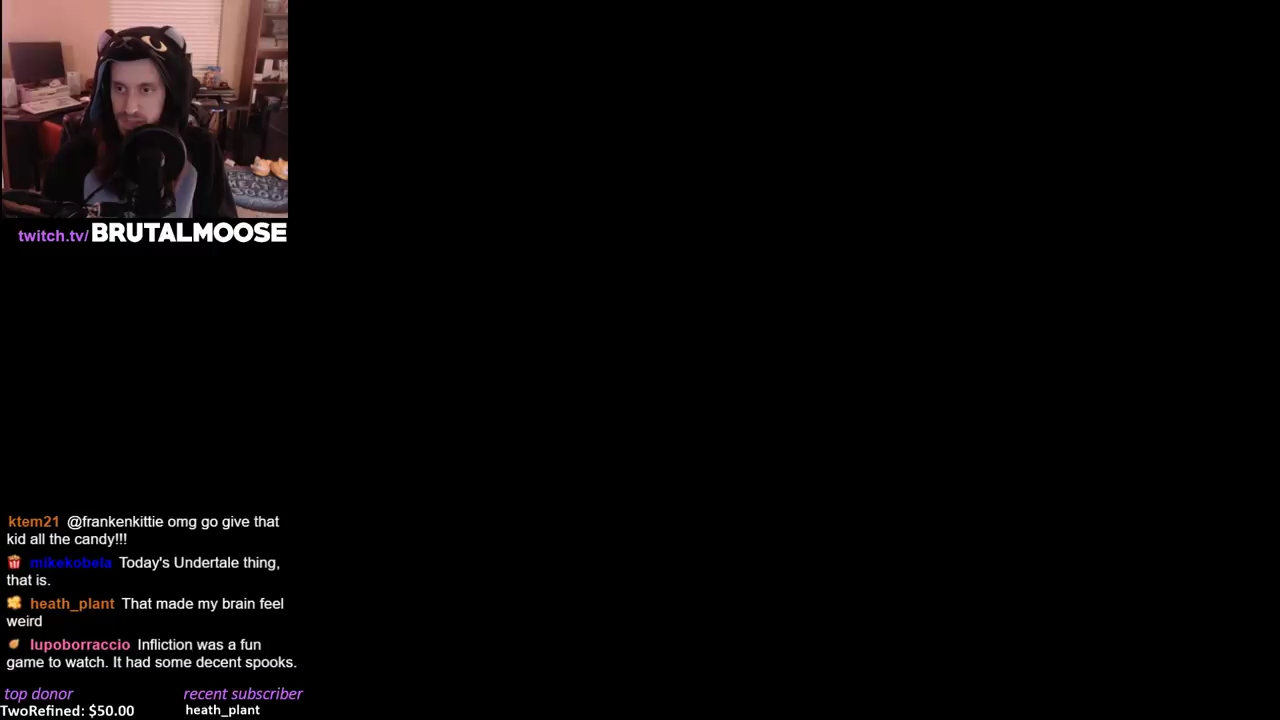 twitch.tv/BRUTALMOOSE
ktem21 @frankenkittie omg go give that
kid all the candy!!!
mikekobela Today's Undertale thing,
that is.
heath_plant That made my brain feel
weird
lupoborraccio Infliction was a fun
game to watch. It had some decent spooks.
top donor recent subscriber
TwoRefined: $50.00 heath_plant